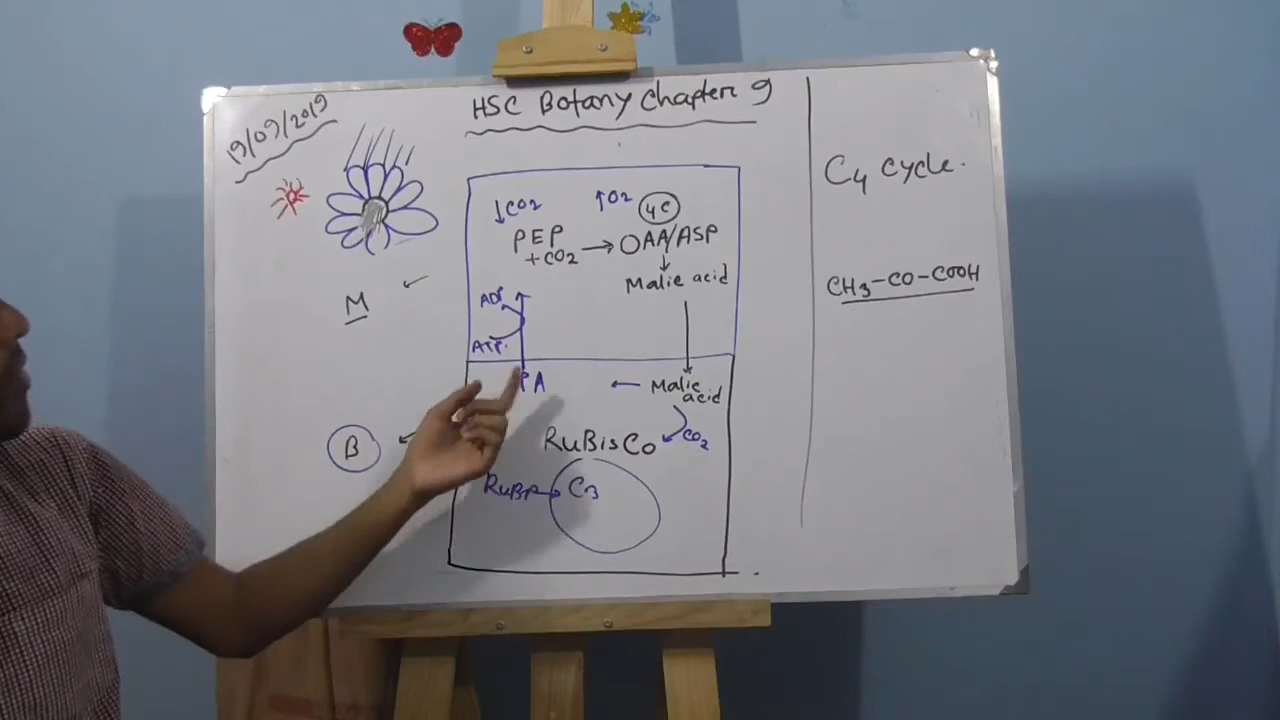 19/09/2019
HSC Botany Chapter 9
C4 cycle.
↓CO2 ↑O2 4C
PEP → OAA/ASP
+CO2
Malic acid
CH3-CO-COOH
M
ADP
ATP
PA ← Malic
acid
CO2
B
RuBisCo
RuBP→ C3